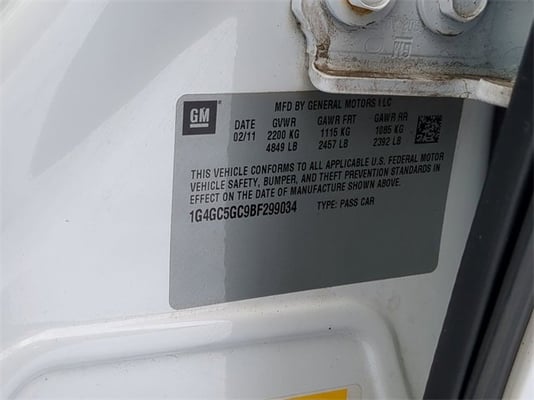 GM
MFD BY GENERAL MOTORS LLC
DATE GVWR GAWR FRT GAWR RR
02/11 2200 KG 1115 KG 1085 KG
4849 LB 2457 LB 2392 LB
THIS VEHICLE CONFORMS TO ALL APPLICABLE U.S. FEDERAL MOTOR
VEHICLE SAFETY, BUMPER, AND THEFT PREVENTION STANDARDS IN
EFFECT ON THE DATE OF MANUFACTURE SHOWN ABOVE.
1G4GC5GC9BF299034 TYPE: PASS CAR